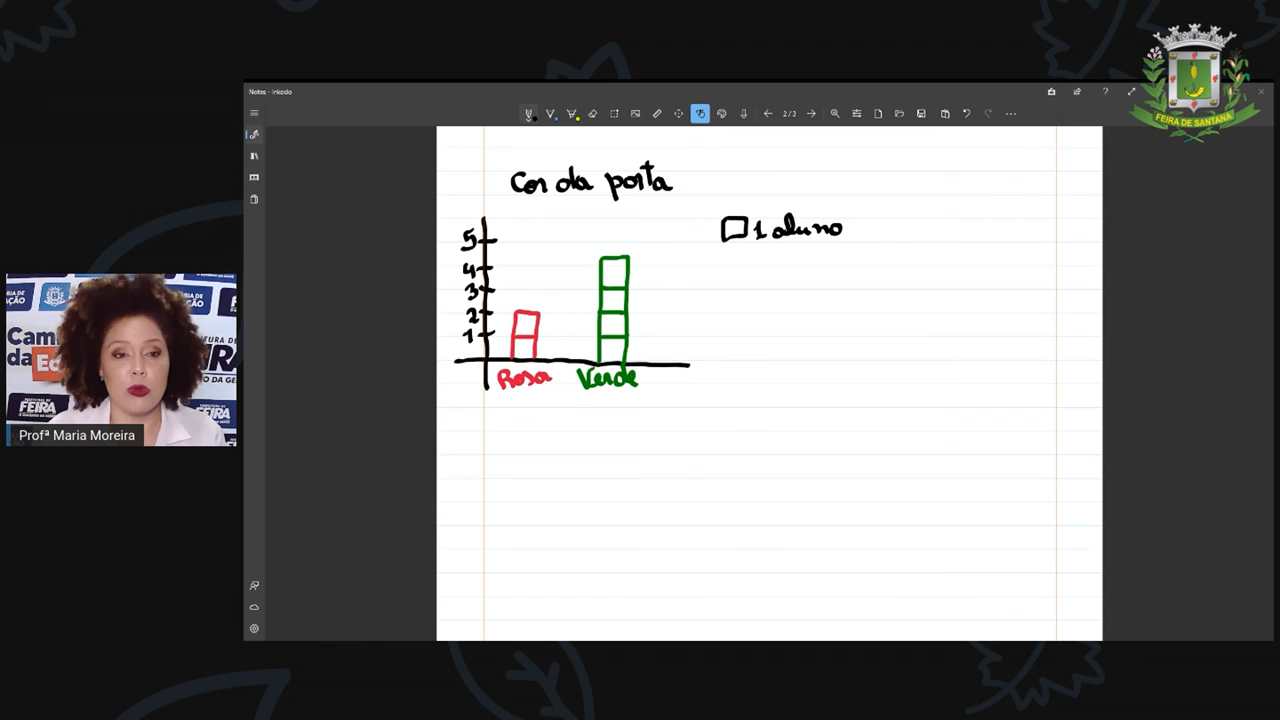 Notes - Inkodo
FEIRA DE SANTANA
2/3
Cor da porta
1 aluno
5
4
3
2
1
Rosa
Verde
Profª Maria Moreira